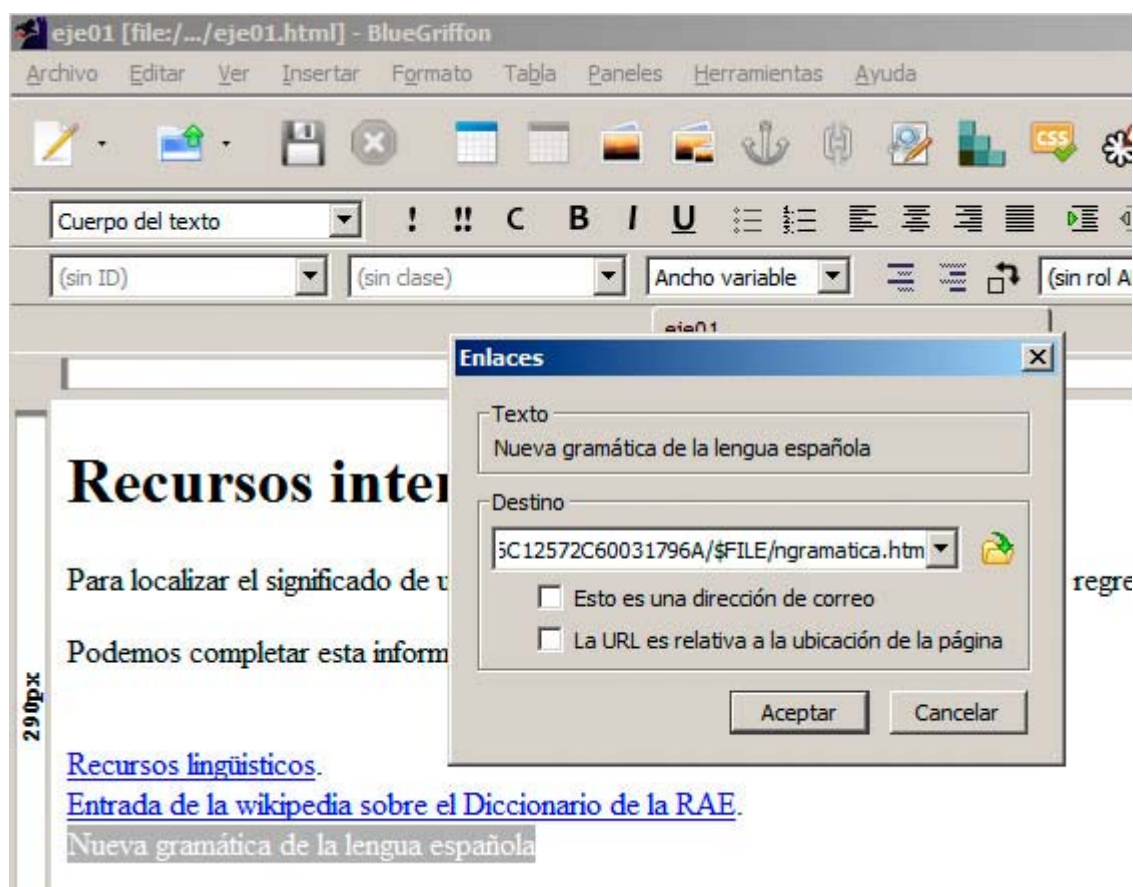 eje01 [file:/.../eje01.html] - BlueGriffon
Archivo Editar Ver Insertar Formato Tabla Paneles Herramientas Ayuda
CSS
Cuerpo del texto ! !! C B I U
(sin ID) (sin clase) Ancho variable (sin rol A
eje01
Enlaces
Texto
Nueva gramática de la lengua española
Destino
5C12572C60031796A/$FILE/ngramatica.htm
Esto es una dirección de correo
La URL es relativa a la ubicación de la página
Aceptar Cancelar
Recursos inter
Para localizar el significado de u regre
Podemos completar esta inform
290px
Recursos lingüisticos.
Entrada de la wikipedia sobre el Diccionario de la RAE.
Nueva gramática de la lengua española